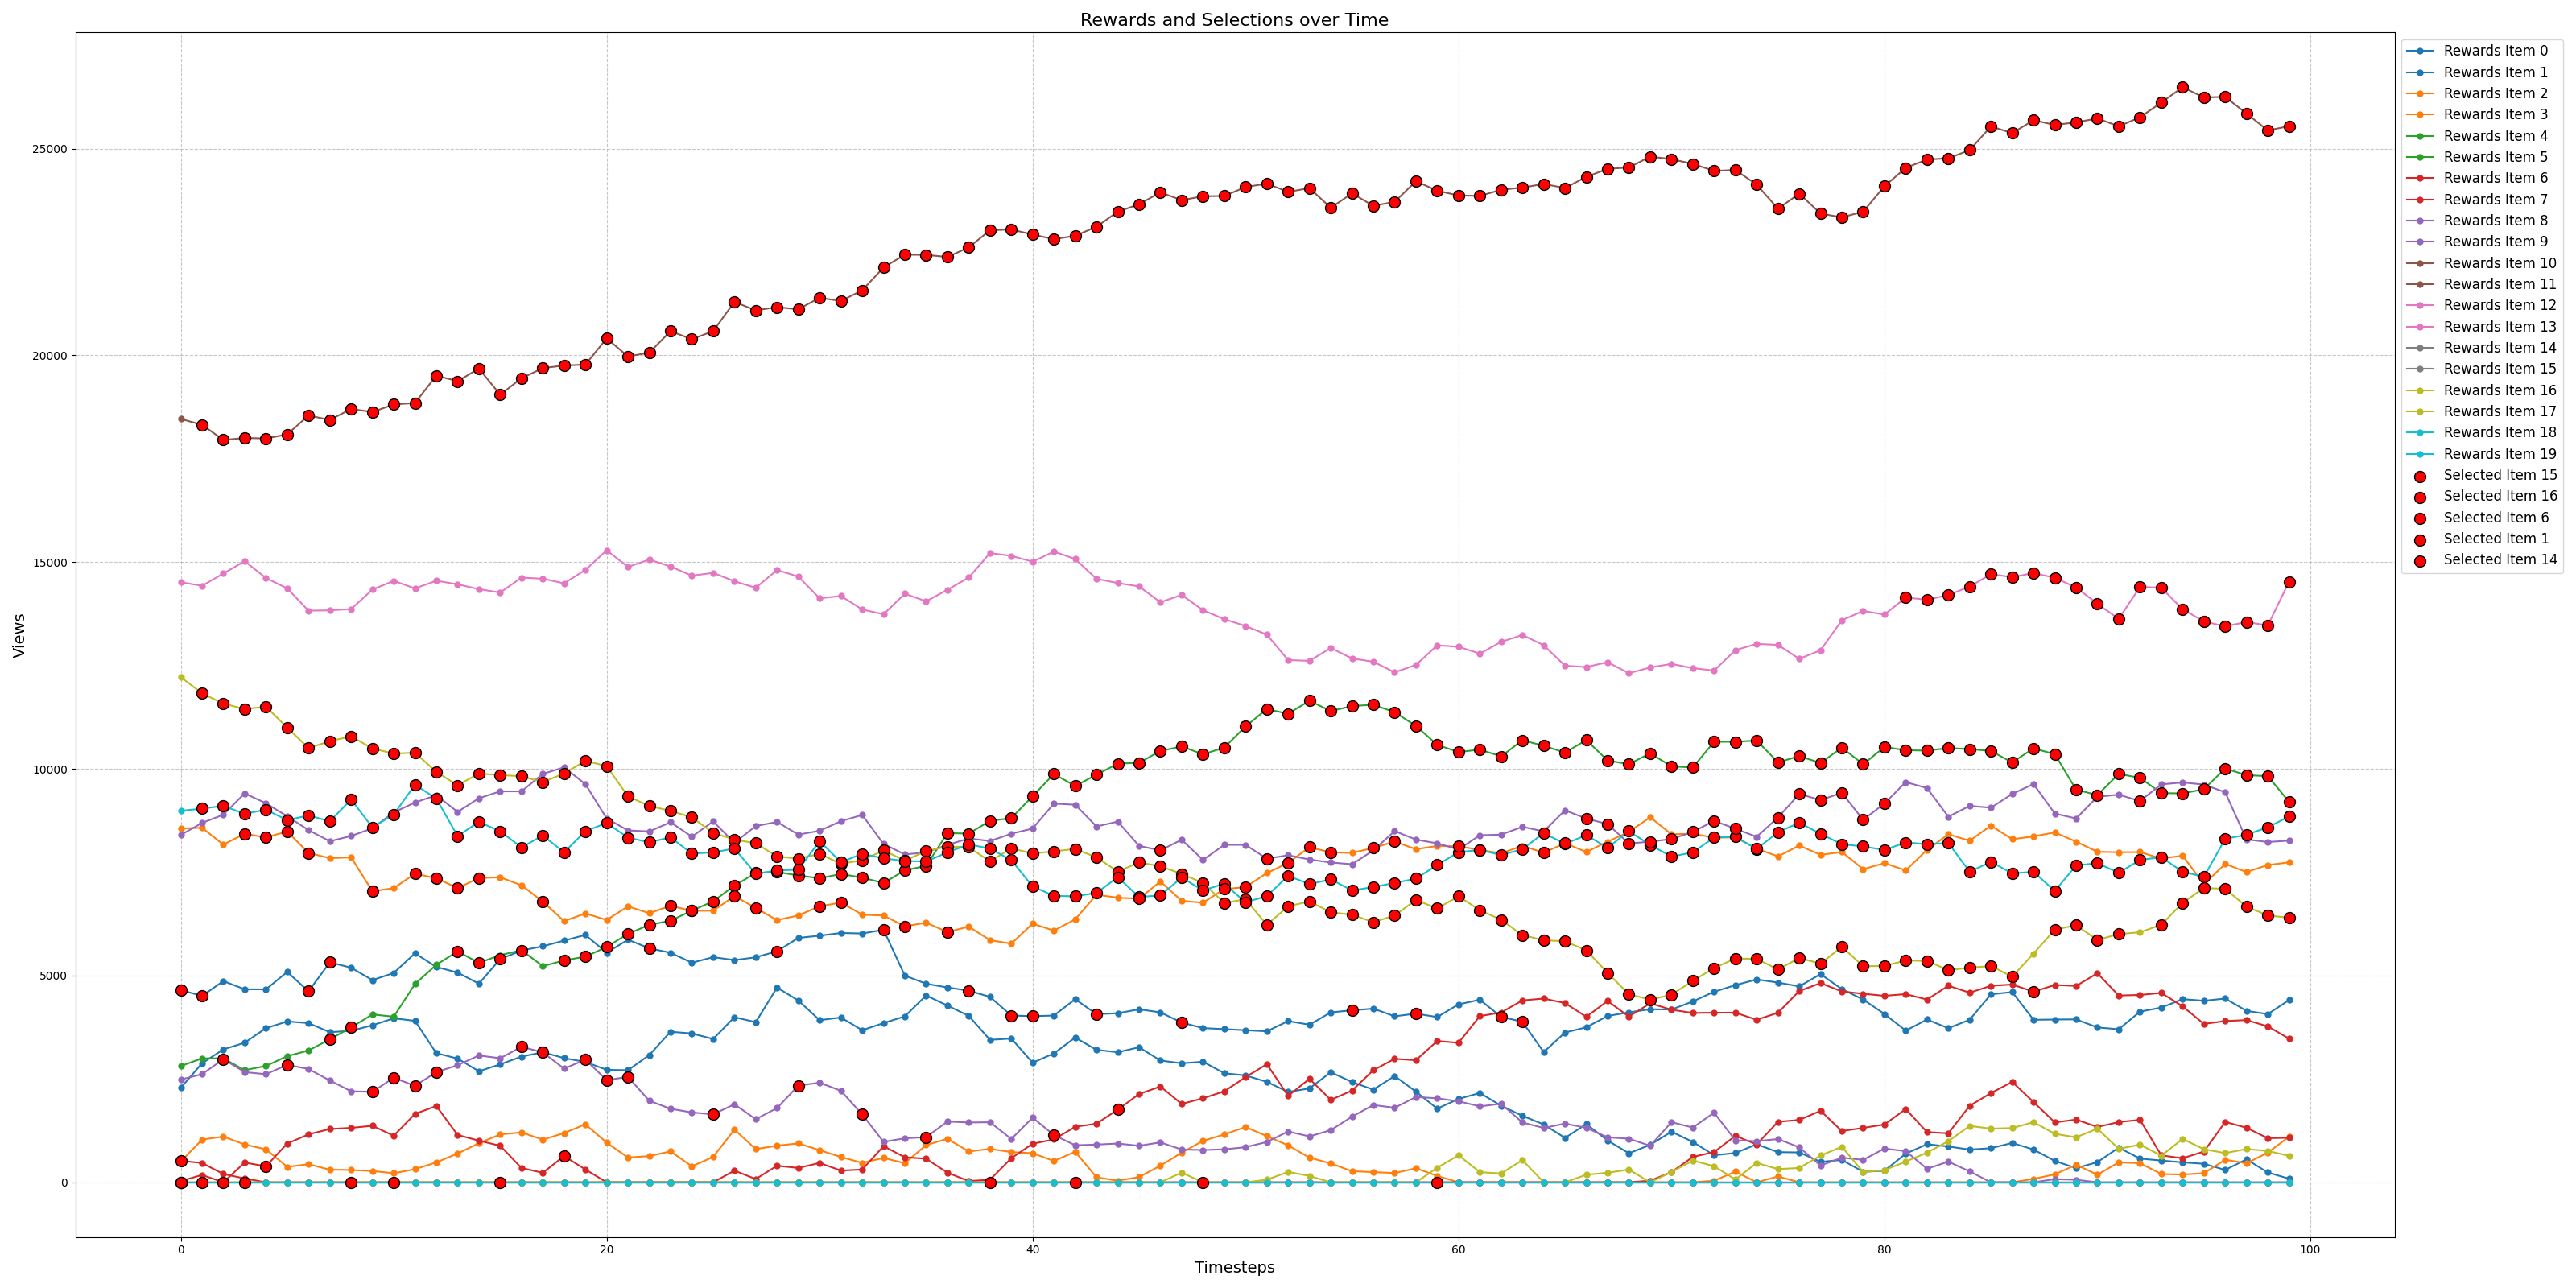 Rewards and Selections over Time
Views
25000
20000
15000
10000
5000
0
0 20 40 60 80 100
Timesteps
Rewards Item 0
Rewards Item 1
Rewards Item 2
Rewards Item 3
Rewards Item 4
Rewards Item 5
Rewards Item 6
Rewards Item 7
Rewards Item 8
Rewards Item 9
Rewards Item 10
Rewards Item 11
Rewards Item 12
Rewards Item 13
Rewards Item 14
Rewards Item 15
Rewards Item 16
Rewards Item 17
Rewards Item 18
Rewards Item 19
Selected Item 15
Selected Item 16
Selected Item 6
Selected Item 1
Selected Item 14